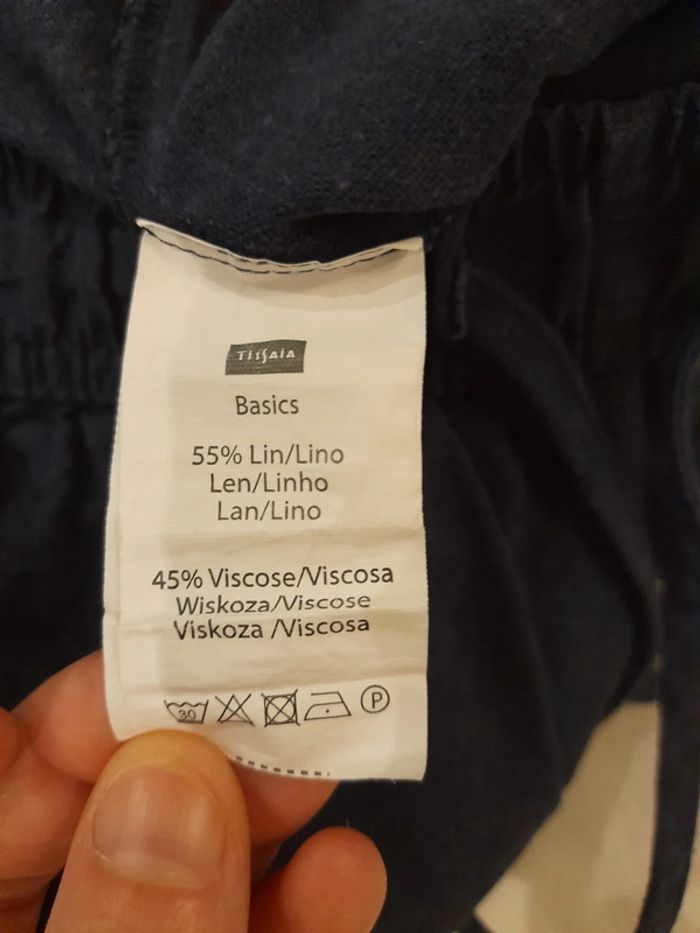 TISSAIA
Basics
55% Lin/Lino
Len/Linho
Lan/Lino
45% Viscose/Viscosa
Wiskoza/Viscose
Viskoza /Viscosa
30 P